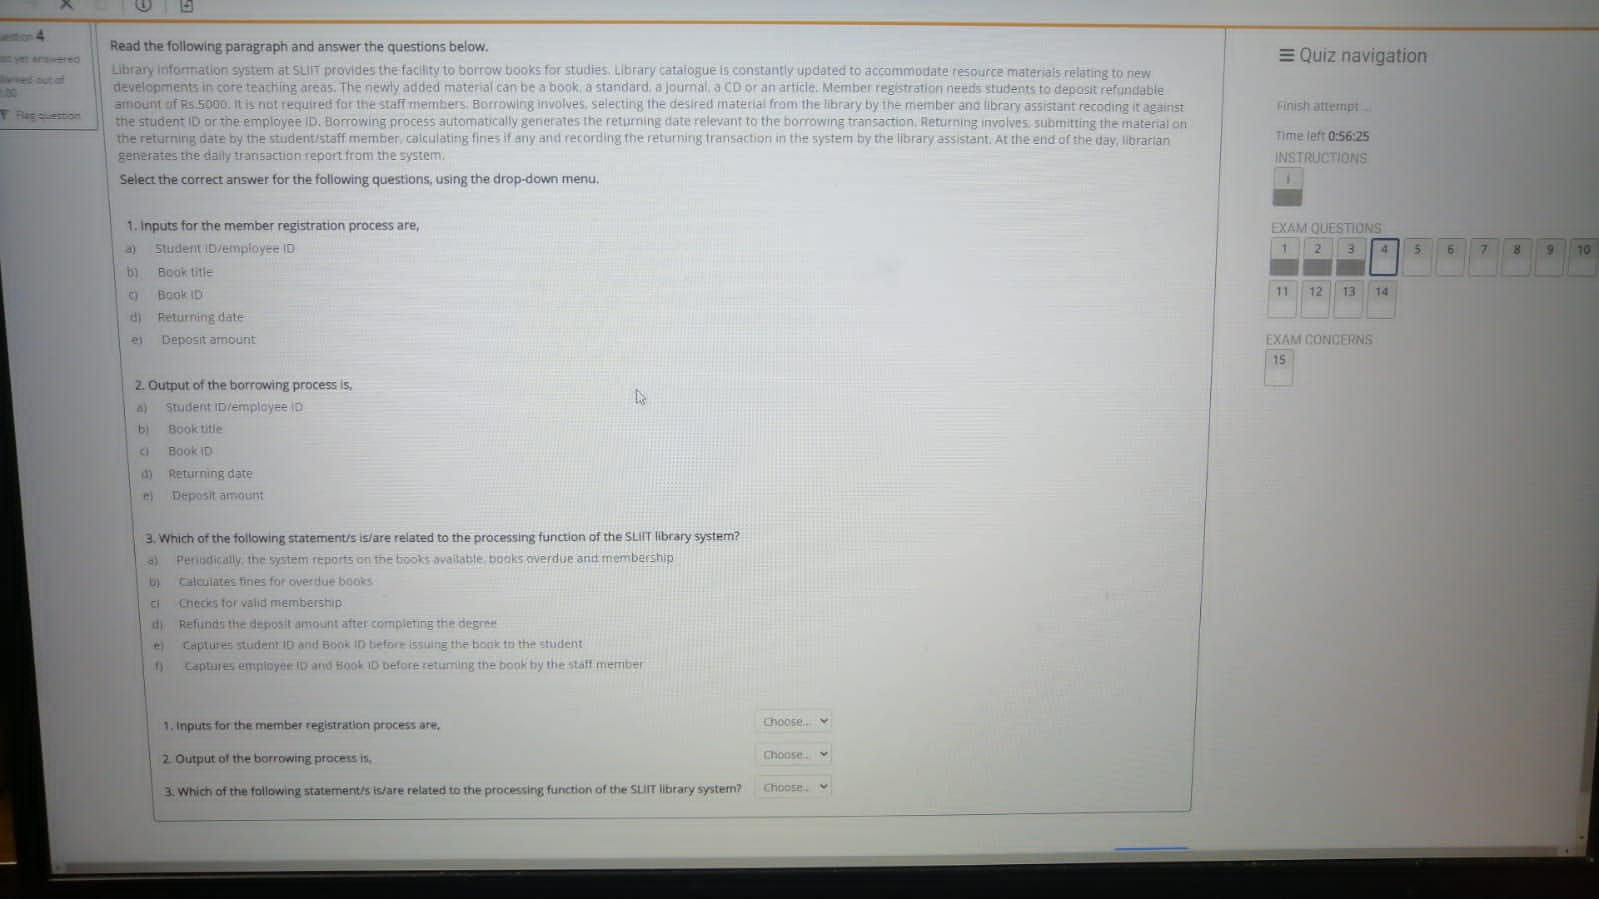 4
Flag question
Read the following paragraph and answer the questions below.
Library information system at SLIIT provides the facility to borrow books for studies. Library catalogue is constantly updated to accommodate resource materials relating to new
developments in core teaching areas. The newly added material can be a book, a standard, a journal, a CD or an article. Member registration needs students to deposit refundable
amount of Rs.5000. It is not required for the staff members. Borrowing involves, selecting the desired material from the library by the member and library assistant recoding it against
the student ID or the employee ID. Borrowing process automatically generates the returning date relevant to the borrowing transaction. Returning involves, submitting the material on
the returning date by the student/staff member, calculating fines if any and recording the returning transaction in the system by the library assistant. At the end of the day, librarian
generates the daily transaction report from the system.
Select the correct answer for the following questions, using the drop-down menu.
1. Inputs for the member registration process are,
a) Student ID/employee ID
b) Book title
c) Book ID
d) Returning date
e) Deposit amount
2. Output of the borrowing process is,
a) Student ID/employee ID
b) Book title
c) Book ID
d) Returning date
e) Deposit amount
3. Which of the following statement/s is/are related to the processing function of the SLIIT library system?
a) Periodically, the system reports on the books available, books overdue and membership
b) Calculates fines for overdue books
c) Checks for valid membership
d) Refunds the deposit amount after completing the degree
e) Captures student ID and Book ID before issuing the book to the student
f) Captures employee ID and Book ID before returning the book by the staff member
1. Inputs for the member registration process are,
Choose...
2. Output of the borrowing process is,
Choose...
3. Which of the following statement/s is/are related to the processing function of the SLIIT library system?
Choose...
Quiz navigation
Finish attempt ...
Time left 0:56:25
INSTRUCTIONS
i
EXAM QUESTIONS
1 2 3 4 5 6 7 8 9 10
11 12 13 14
EXAM CONCERNS
15